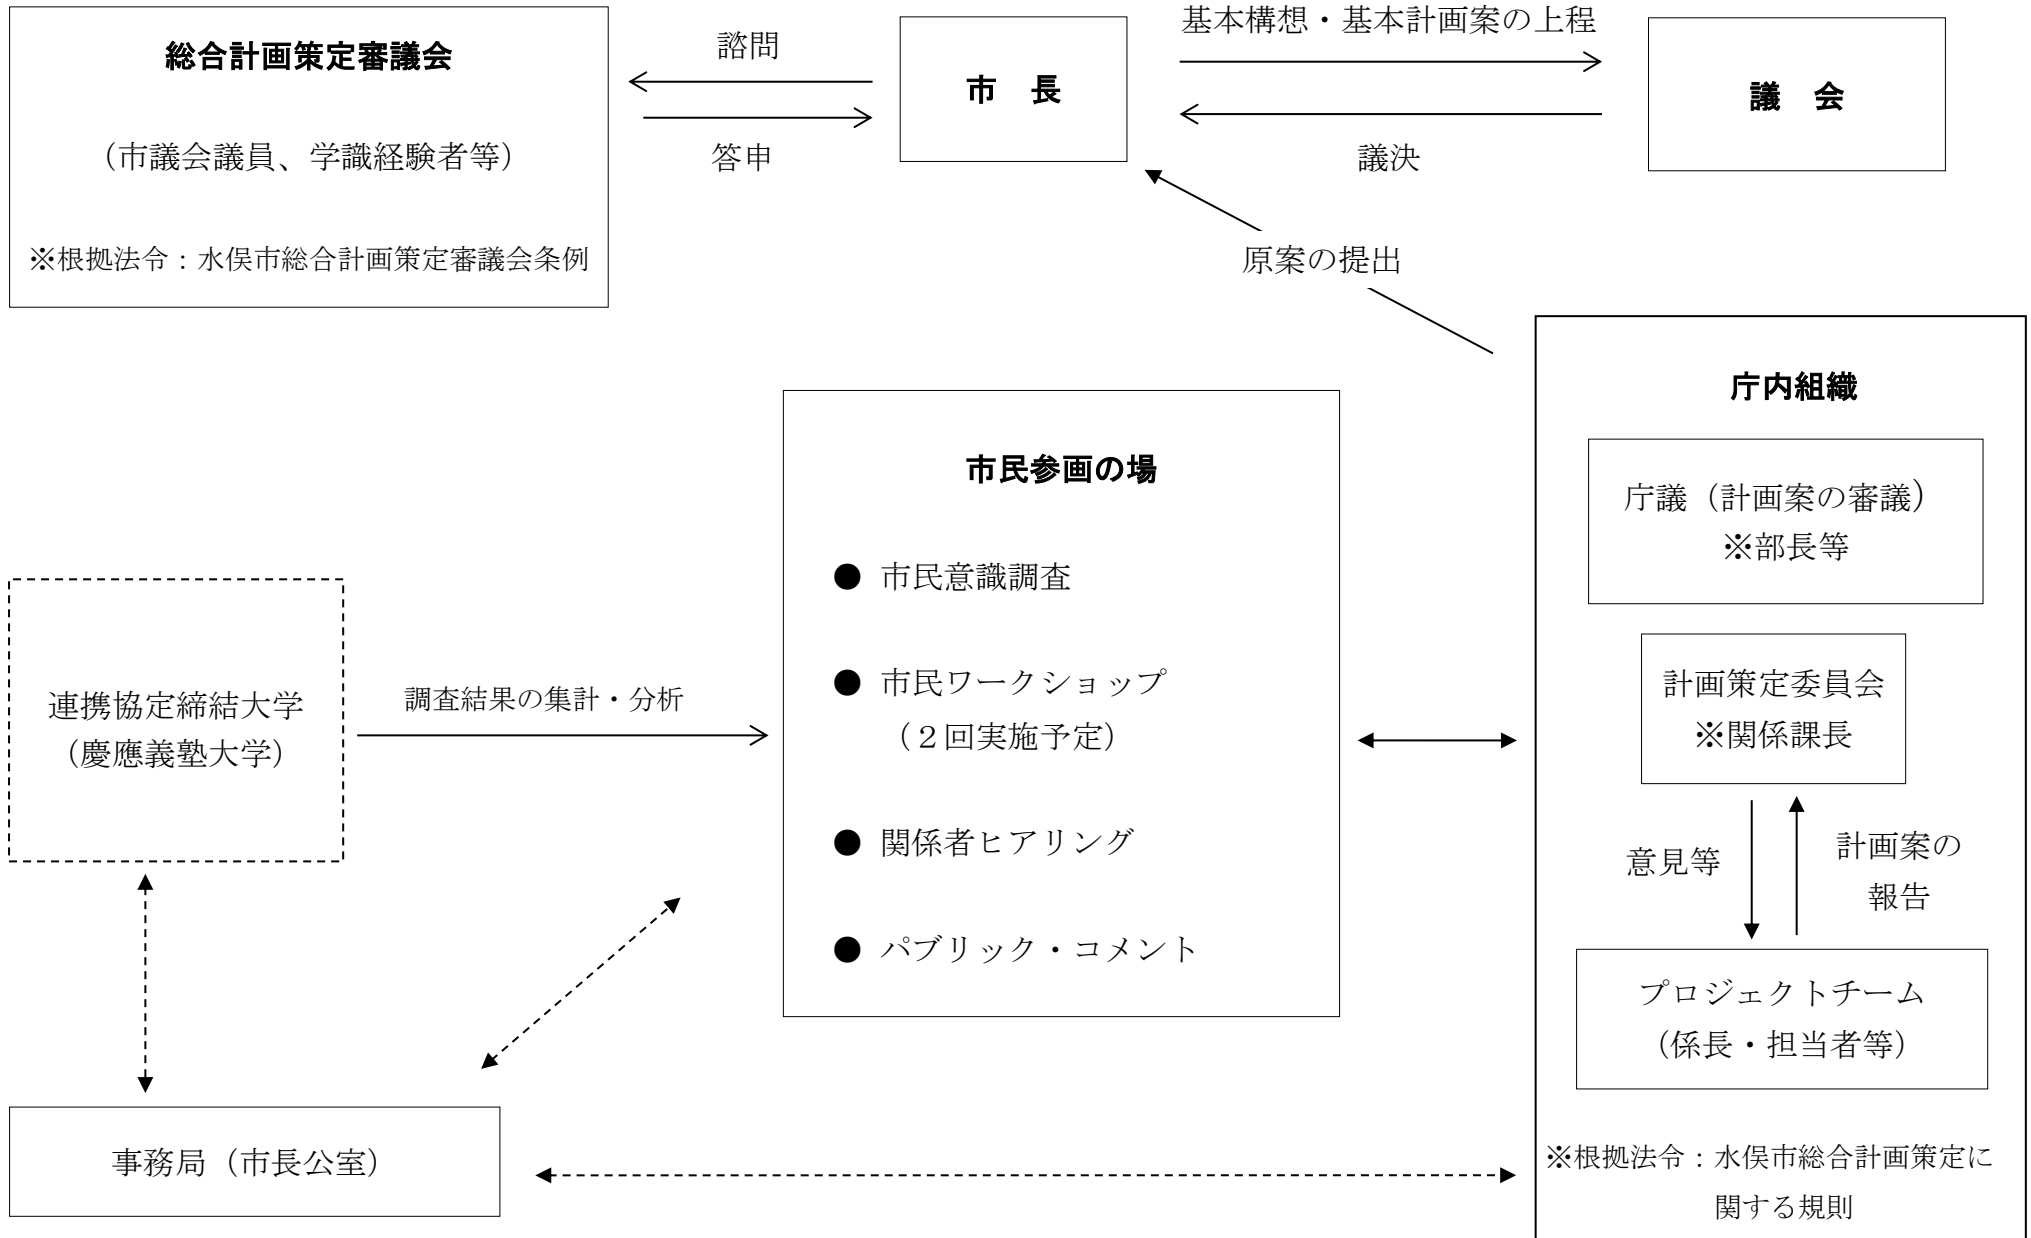 総合計画策定審議会
（市議会議員、学識経験者等）
※根拠法令：水俣市総合計画策定審議会条例
諮問
答申
市　長
基本構想・基本計画案の上程
議決
議　会
原案の提出
庁内組織
庁議（計画案の審議）
※部長等
計画策定委員会
※関係課長
意見等
計画案の
報告
プロジェクトチーム
（係長・担当者等）
※根拠法令：水俣市総合計画策定に
関する規則
市民参画の場
● 市民意識調査
● 市民ワークショップ
（２回実施予定）
● 関係者ヒアリング
● パブリック・コメント
連携協定締結大学
（慶應義塾大学）
調査結果の集計・分析
事務局（市長公室）